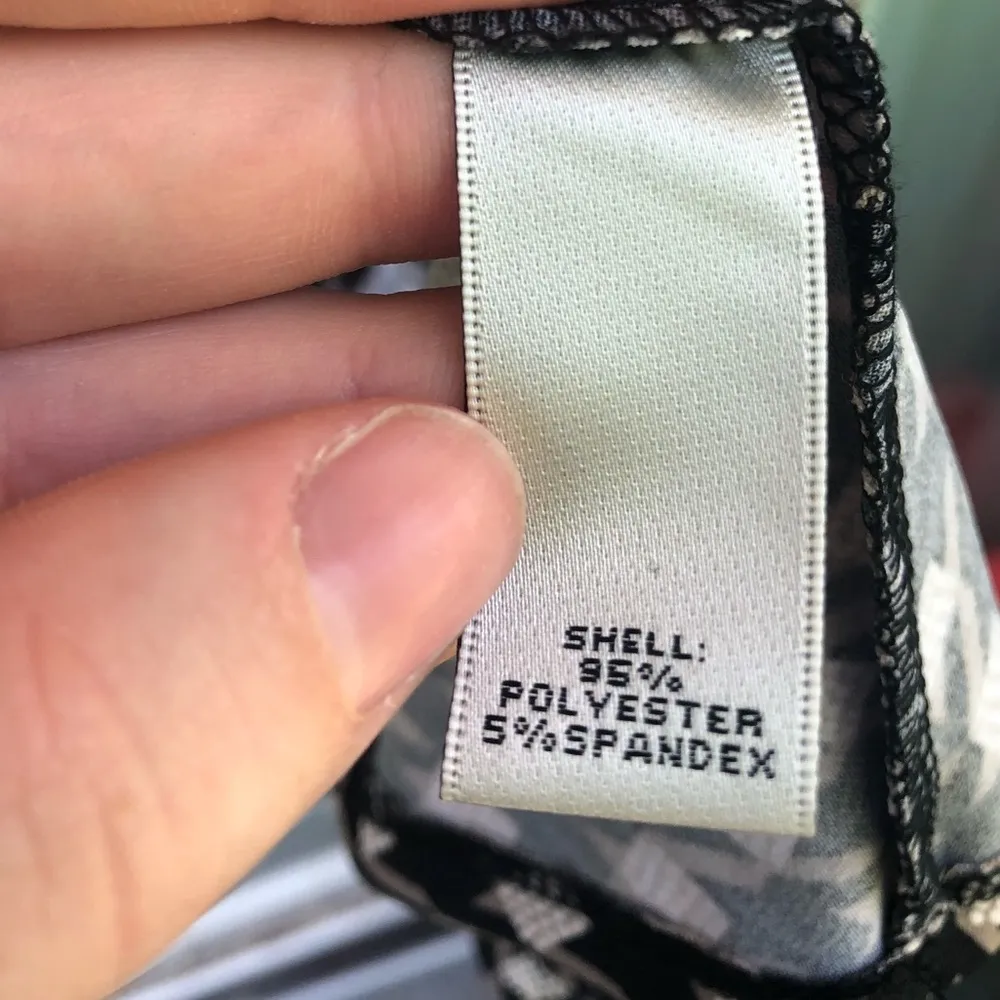 SHELL:
95%
POLYESTER
5%SPANDEX